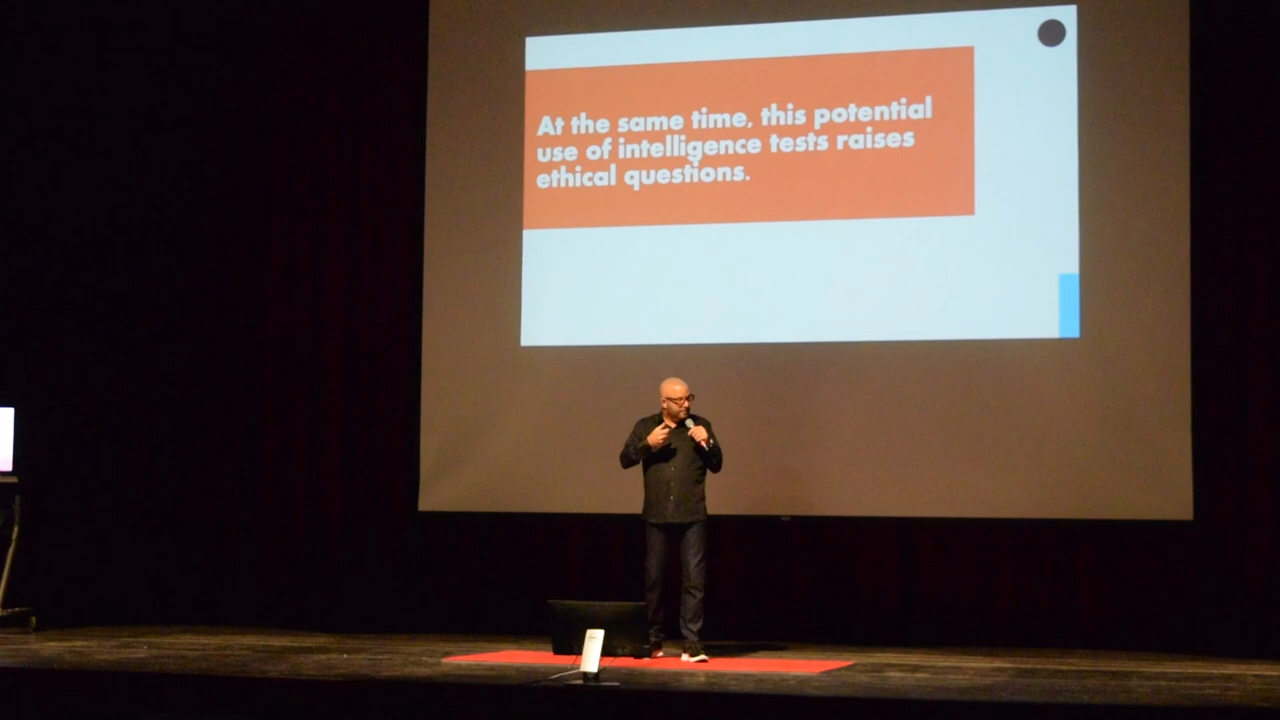 At the same time, this potential
use of intelligence tests raises
ethical questions.